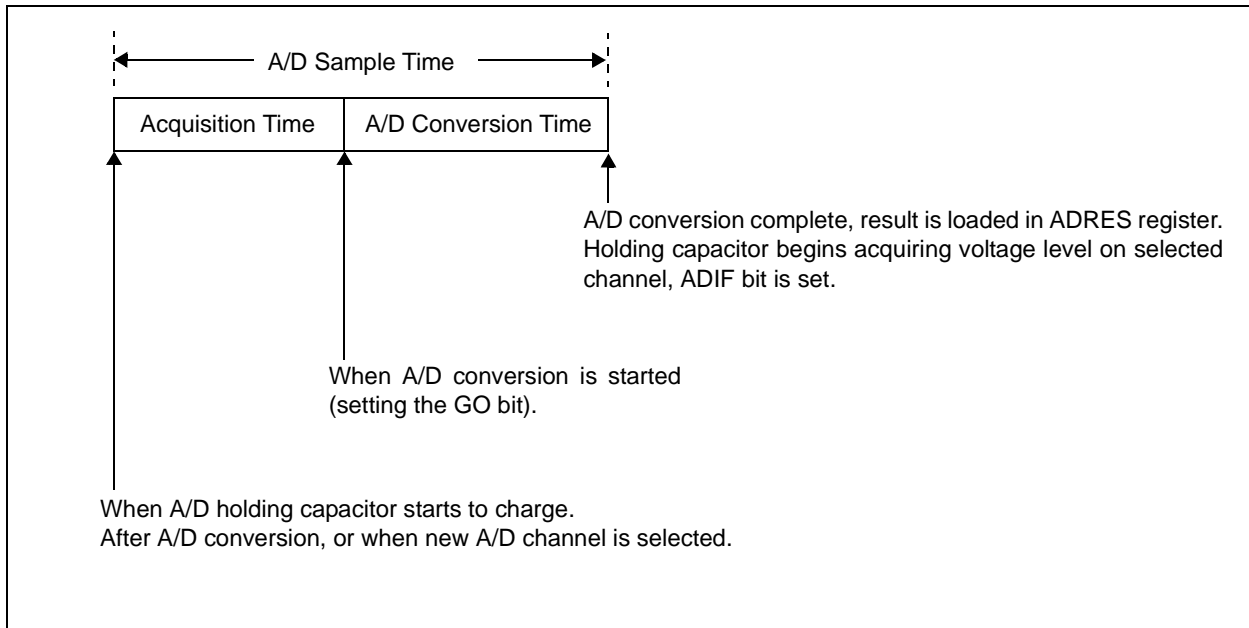 A/D Sample Time
Acquisition Time
A/D Conversion Time
A/D conversion complete, result is loaded in ADRES register.
Holding capacitor begins acquiring voltage level on selected
channel, ADIF bit is set.
When A/D conversion is started
(setting the GO bit).
When A/D holding capacitor starts to charge.
After A/D conversion, or when new A/D channel is selected.